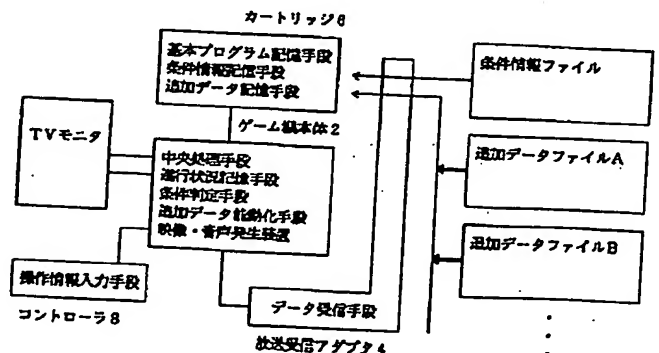 カートリッジ6
基本プログラム記憶手段
条件情報記憶手段
追加データ記憶手段
条件情報ファイル
ゲーム機本体2
TVモニタ
中央処理手段
進行状況記憶手段
条件判定手段
追加データ能動化手段
映像・音声発生装置
追加データファイルA
追加データファイルB
操作情報入力手段
コントローラ8
データ受信手段
放送受信アダプタ4